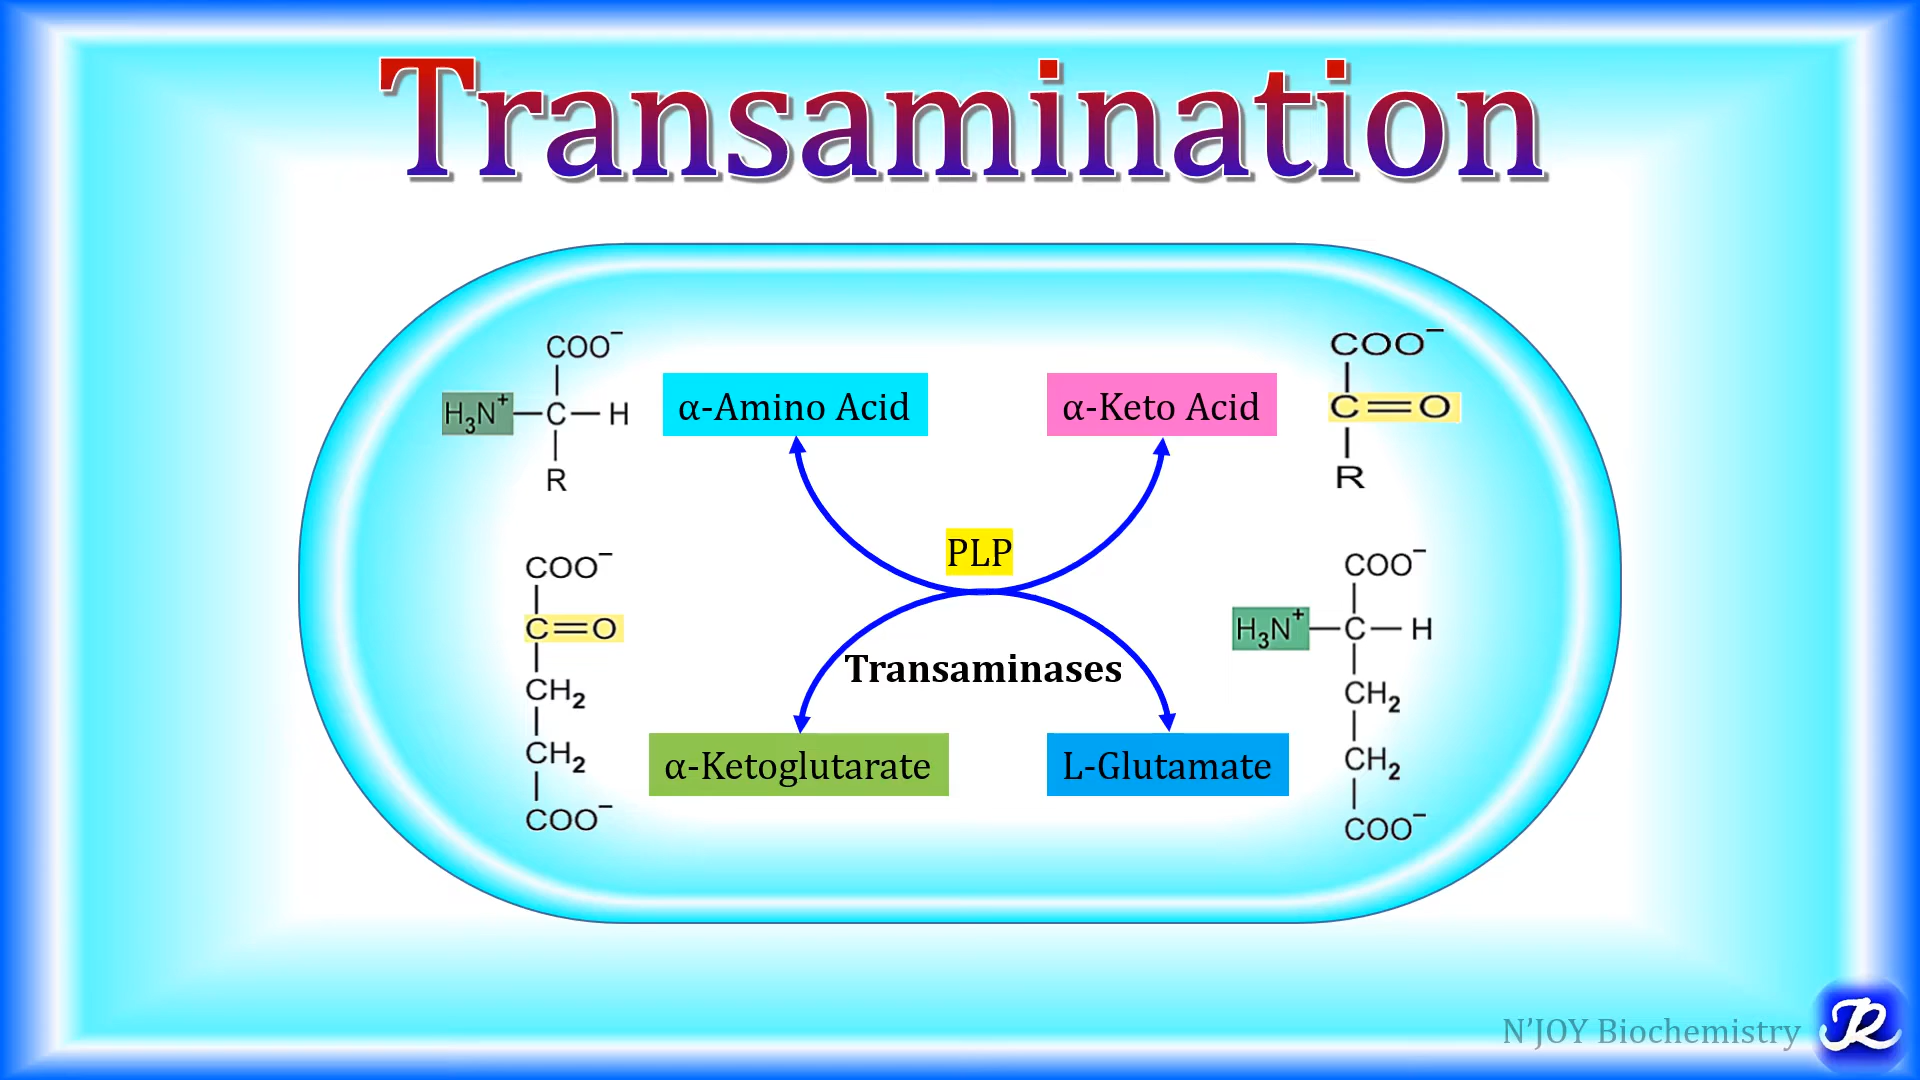 Transamination
COO⁻
H₃N⁺—C—H
R
α-Amino Acid
α-Keto Acid
COO⁻
C=O
R
PLP
Transaminases
COO⁻
C=O
CH₂
CH₂
COO⁻
α-Ketoglutarate
L-Glutamate
COO⁻
H₃N⁺—C—H
CH₂
CH₂
COO⁻
N'JOY Biochemistry
JR